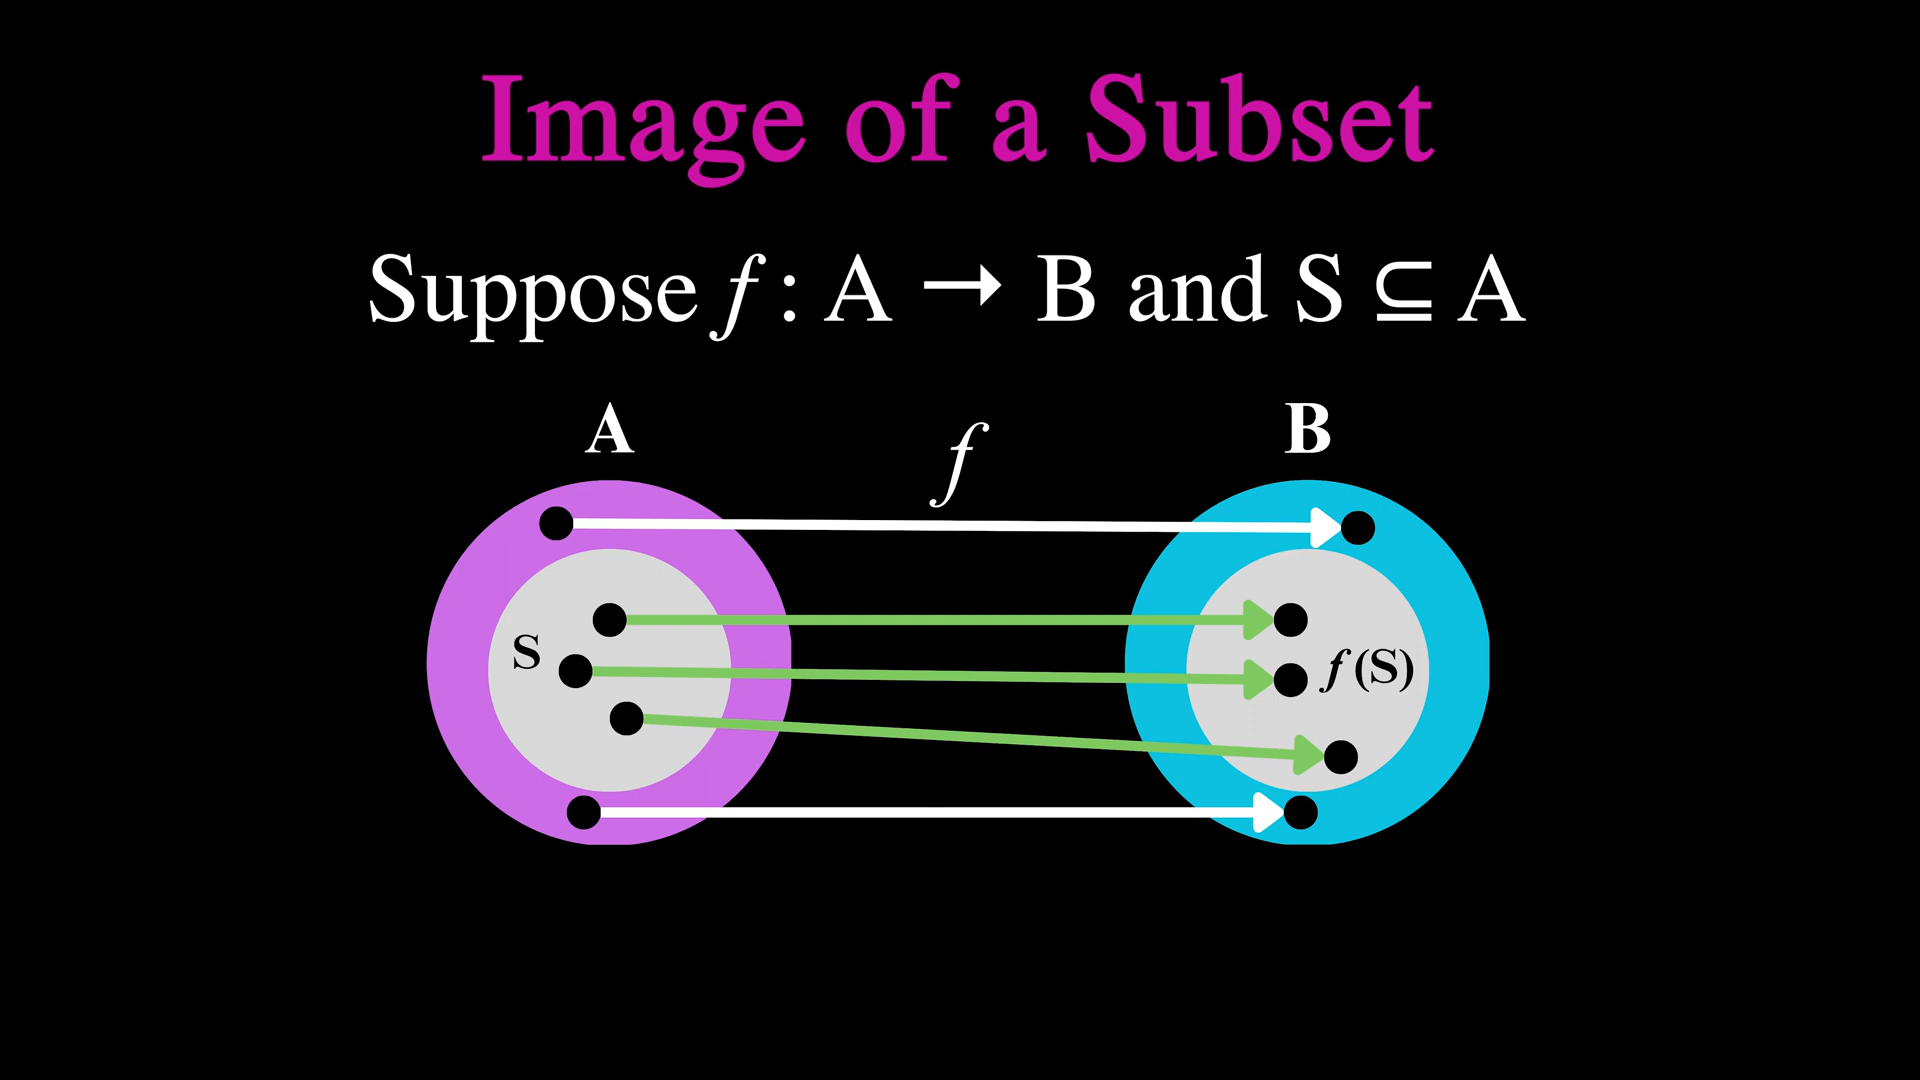 Image of a Subset
Suppose f : A → B and S ⊆ A
A
f
B
S
f (S)